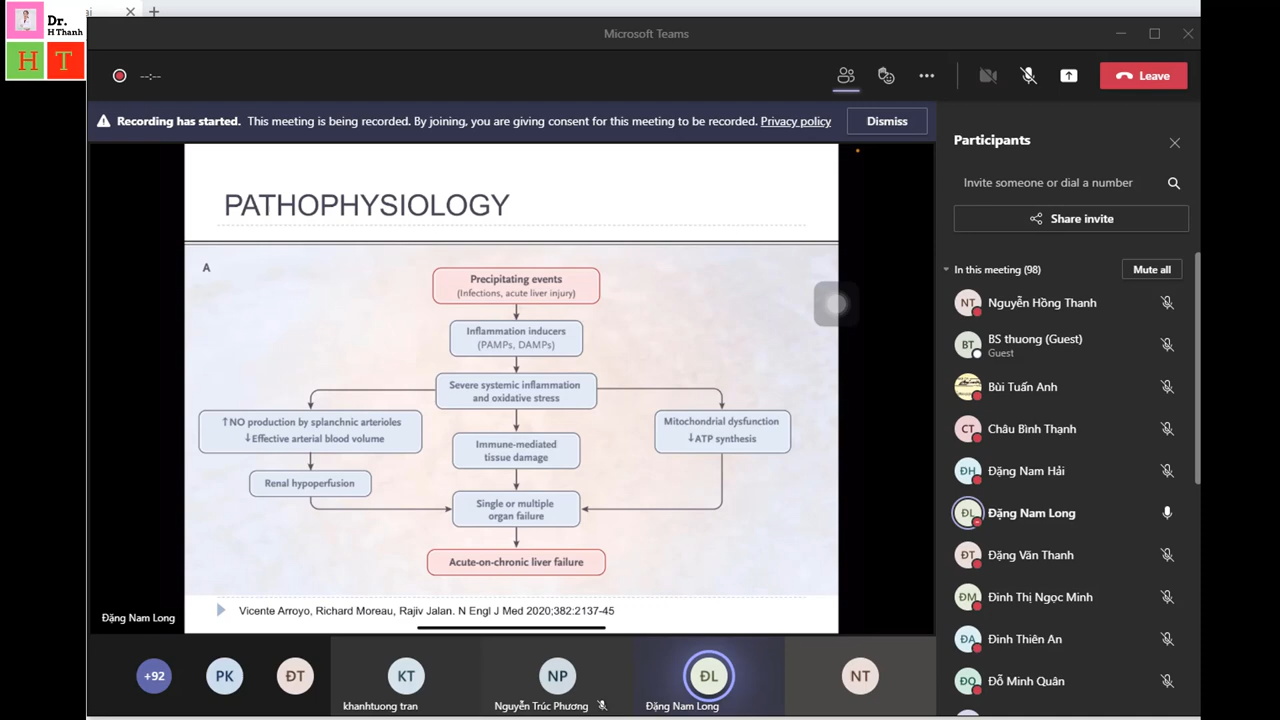 Dr.
H Thanh
H T
ai
Microsoft Teams
--:--
Leave
Recording has started. This meeting is being recorded. By joining, you are giving consent for this meeting to be recorded. Privacy policy
Dismiss
PATHOPHYSIOLOGY
A
Precipitating events
(Infections, acute liver injury)
Inflammation inducers
(PAMPs, DAMPs)
Severe systemic inflammation
and oxidative stress
↑NO production by splanchnic arterioles
↓Effective arterial blood volume
Renal hypoperfusion
Immune-mediated
tissue damage
Mitochondrial dysfunction
↓ATP synthesis
Single or multiple
organ failure
Acute-on-chronic liver failure
Vicente Arroyo, Richard Moreau, Rajiv Jalan. N Engl J Med 2020;382:2137-45
Đặng Nam Long
+92
PK
ĐT
KT
khanhtuong tran
NP
Nguyễn Trúc Phương
ĐL
Đặng Nam Long
NT
Participants
Invite someone or dial a number
Share invite
In this meeting (98)
Mute all
NT Nguyễn Hồng Thanh
BT BS thuong (Guest)
Guest
Bùi Tuấn Anh
CT Châu Bình Thạnh
ĐH Đặng Nam Hải
ĐL Đặng Nam Long
ĐT Đặng Văn Thanh
ĐM Đinh Thị Ngọc Minh
ĐA Đinh Thiên An
ĐQ Đỗ Minh Quân